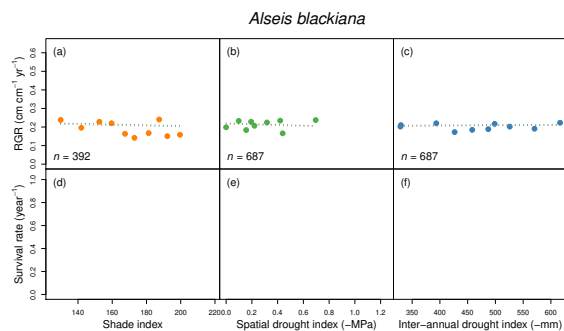 Alseis blackiana
(a)
(b)
(c)
RGR (cm cm⁻¹ yr⁻¹)
0.0 0.1 0.2 0.3 0.4 0.5 0.6
n = 392
n = 687
n = 687
(d)
(e)
(f)
Survival rate (year⁻¹)
0.0 0.2 0.4 0.6 0.8 1.0
140 160 180 200 220
0.0 0.2 0.4 0.6 0.8 1.0 1.2
350 400 450 500 550 600
Shade index
Spatial drought index (−MPa)
Inter−annual drought index (−mm)